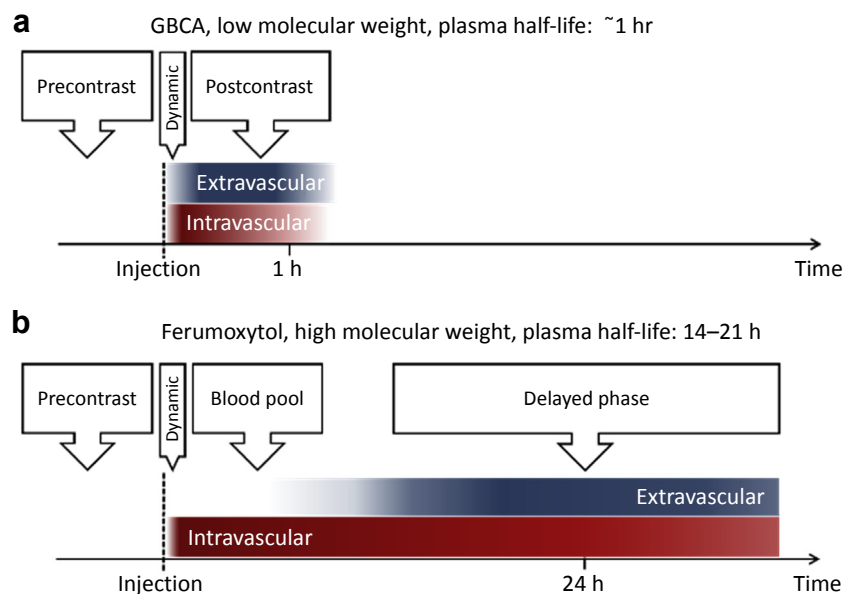 a
GBCA, low molecular weight, plasma half-life: ~1 hr
Precontrast
Dynamic
Postcontrast
Extravascular
Intravascular
Injection
1 h
Time
b
Ferumoxytol, high molecular weight, plasma half-life: 14–21 h
Precontrast
Dynamic
Blood pool
Delayed phase
Extravascular
Intravascular
Injection
24 h
Time